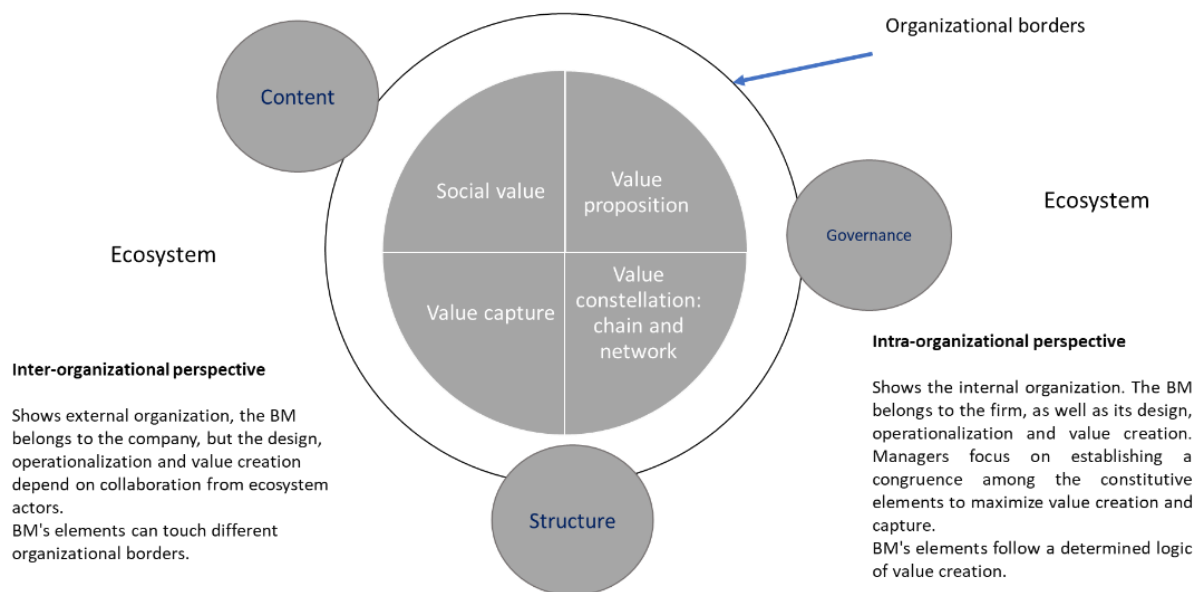 Organizational borders
Content
Social value
Value
proposition
Ecosystem
Governance
Ecosystem
Value capture
Value
constellation:
chain and
network
Structure
Inter-organizational perspective
Shows external organization, the BM
belongs to the company, but the design,
operationalization and value creation
depend on collaboration from ecosystem
actors.
BM's elements can touch different
organizational borders.
Intra-organizational perspective
Shows the internal organization. The BM
belongs to the firm, as well as its design,
operationalization and value creation.
Managers focus on establishing a
congruence among the constitutive
elements to maximize value creation and
capture.
BM's elements follow a determined logic
of value creation.